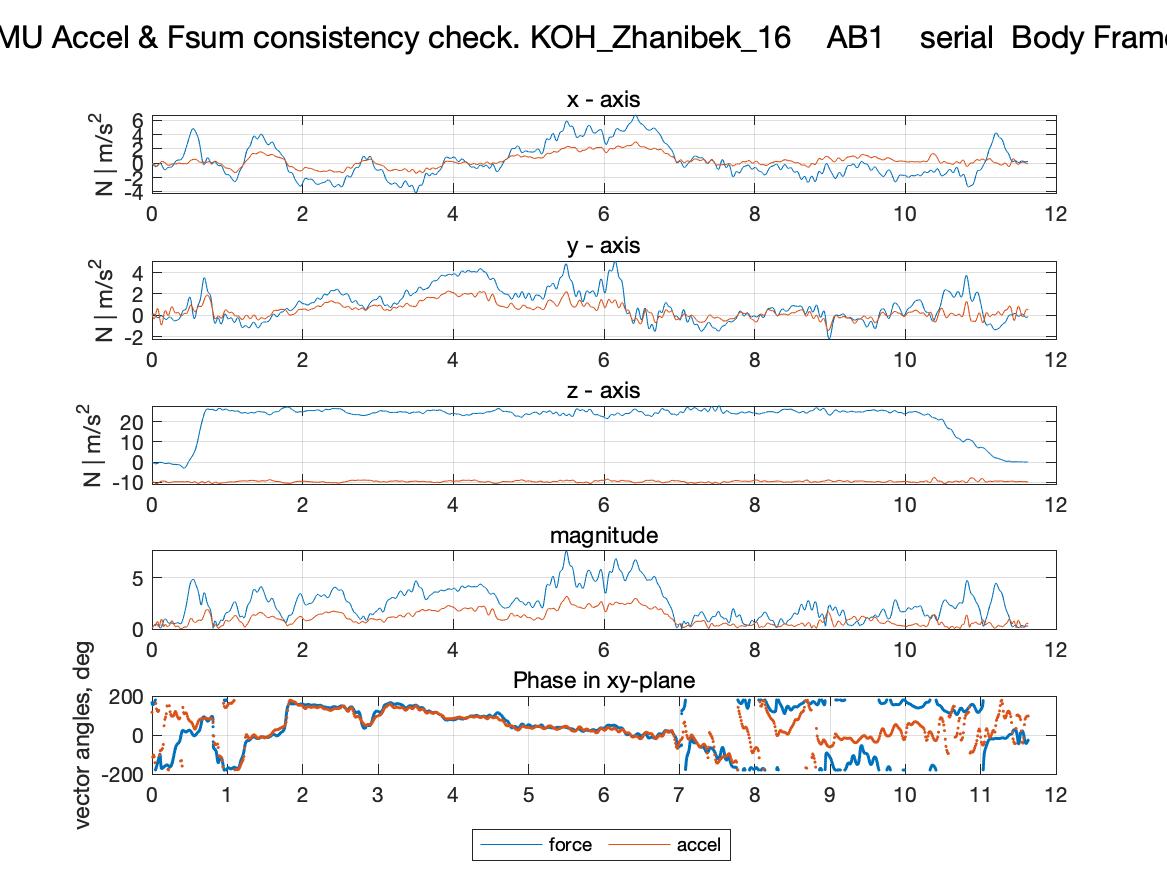 MU Accel & Fsum consistency check. KOH_Zhanibek_16 AB1 serial Body Frame
x - axis
N | m/s²
6
4
2
0
-2
-4
0 2 4 6 8 10 12
y - axis
N | m/s²
4
2
0
-2
0 2 4 6 8 10 12
z - axis
N | m/s²
20
10
0
-10
0 2 4 6 8 10 12
magnitude
5
0
0 2 4 6 8 10 12
Phase in xy-plane
vector angles, deg
200
0
-200
0 1 2 3 4 5 6 7 8 9 10 11 12
force accel